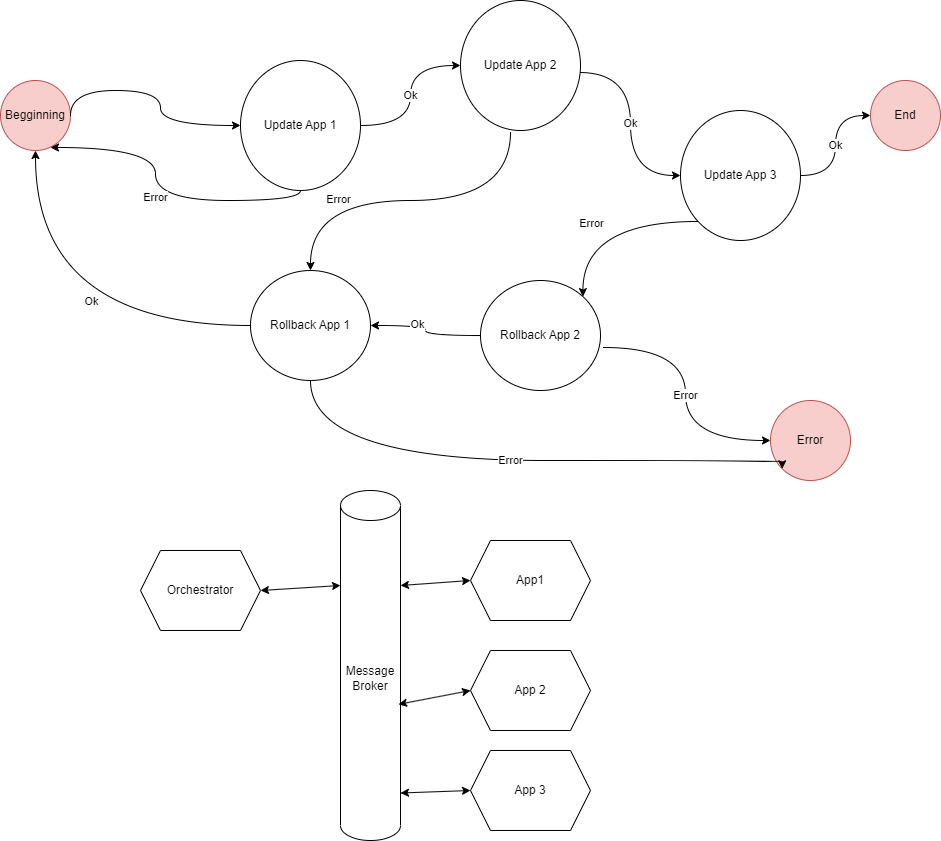 Update App 2
Ok
Begginning
Update App 1
Ok
End
Ok
Update App 3
Error
Error
Error
Ok
Rollback App 1
Ok
Rollback App 2
Error
Error
Error
Orchestrator
App1
Message
Broker
App 2
App 3